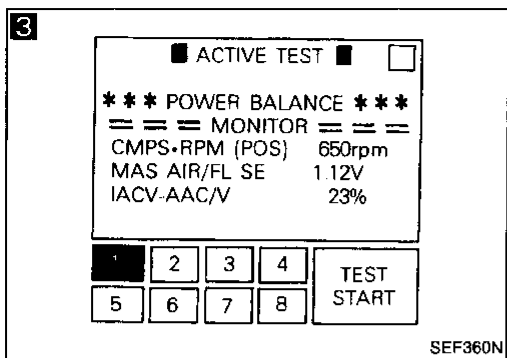 3
ACTIVE TEST
*** POWER BALANCE ***
= = = MONITOR = = =
CMPS•RPM (POS) 650rpm
MAS AIR/FL SE 1.12V
IACV-AAC/V 23%
1 2 3 4 TEST START
5 6 7 8
SEF360N